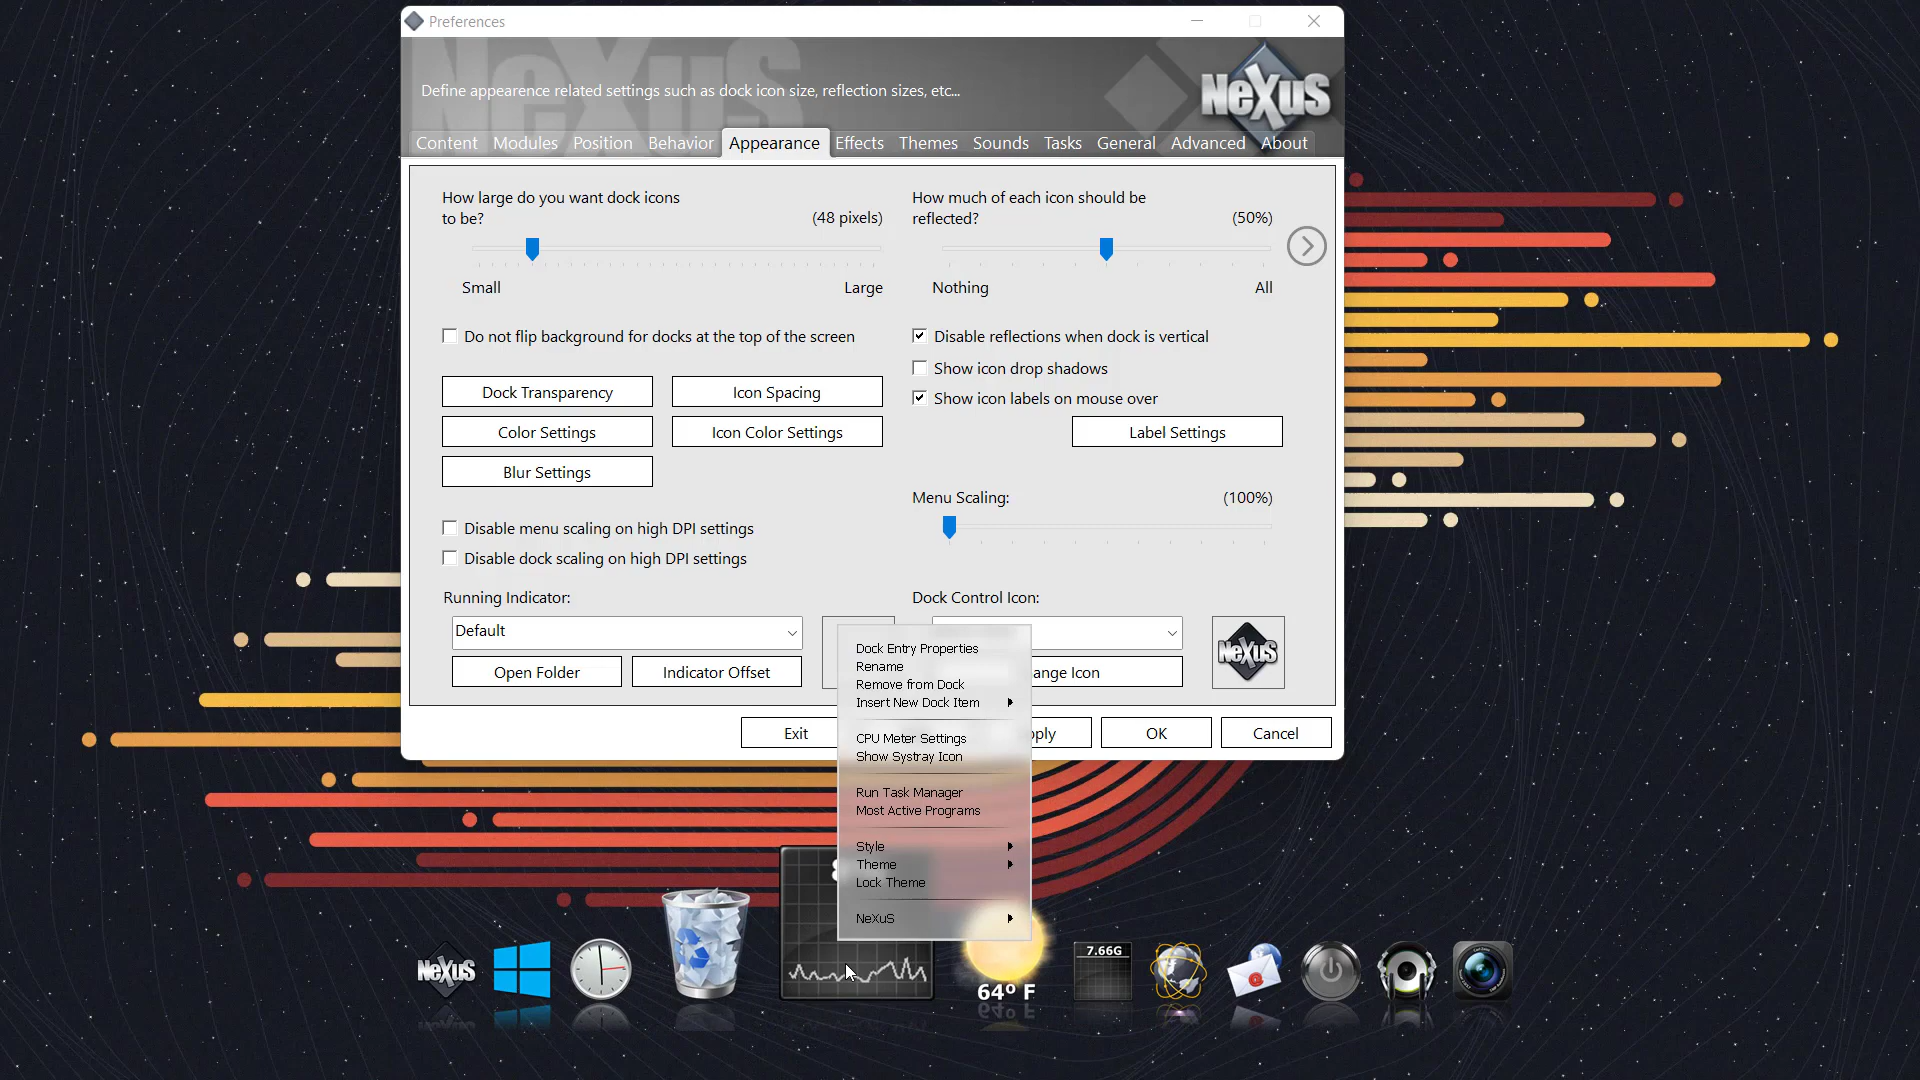 Preferences
NeXuS
Define appearence related settings such as dock icon size, reflection sizes, etc...
NeXuS
Content Modules Position Behavior Appearance Effects Themes Sounds Tasks General Advanced About
How large do you want dock icons
to be? (48 pixels)
Small Large
How much of each icon should be
reflected? (50%)
Nothing All
Do not flip background for docks at the top of the screen
Disable reflections when dock is vertical
Show icon drop shadows
Show icon labels on mouse over
Dock Transparency Icon Spacing
Color Settings Icon Color Settings Label Settings
Blur Settings
Menu Scaling: (100%)
Disable menu scaling on high DPI settings
Disable dock scaling on high DPI settings
Running Indicator: Dock Control Icon:
Default
Open Folder Indicator Offset ange Icon
NeXuS
Exit pply OK Cancel
Dock Entry Properties
Rename
Remove from Dock
Insert New Dock Item
CPU Meter Settings
Show Systray Icon
Run Task Manager
Most Active Programs
Style
Theme
Lock Theme
NeXuS
NeXuS
64º F
7.66G